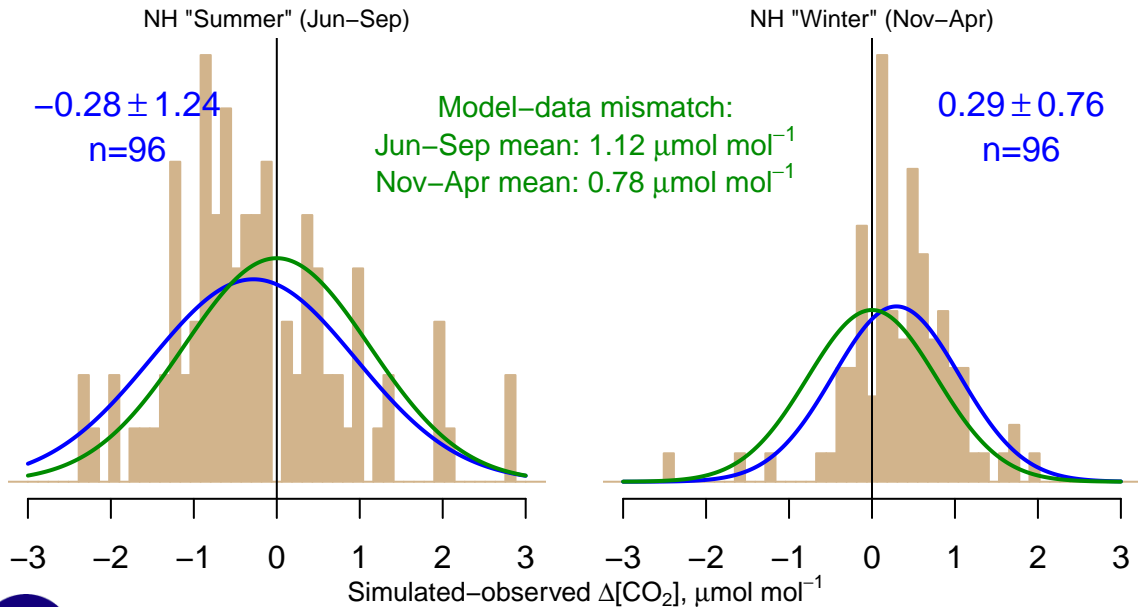 NH "Summer" (Jun−Sep)
NH "Winter" (Nov−Apr)
−0.28 ± 1.24
n=96
Model−data mismatch:
Jun−Sep mean: 1.12 μmol mol⁻¹
Nov−Apr mean: 0.78 μmol mol⁻¹
0.29 ± 0.76
n=96
−3 −2 −1 0 1 2 3
−3 −2 −1 0 1 2 3
Simulated−observed Δ[CO₂], μmol mol⁻¹